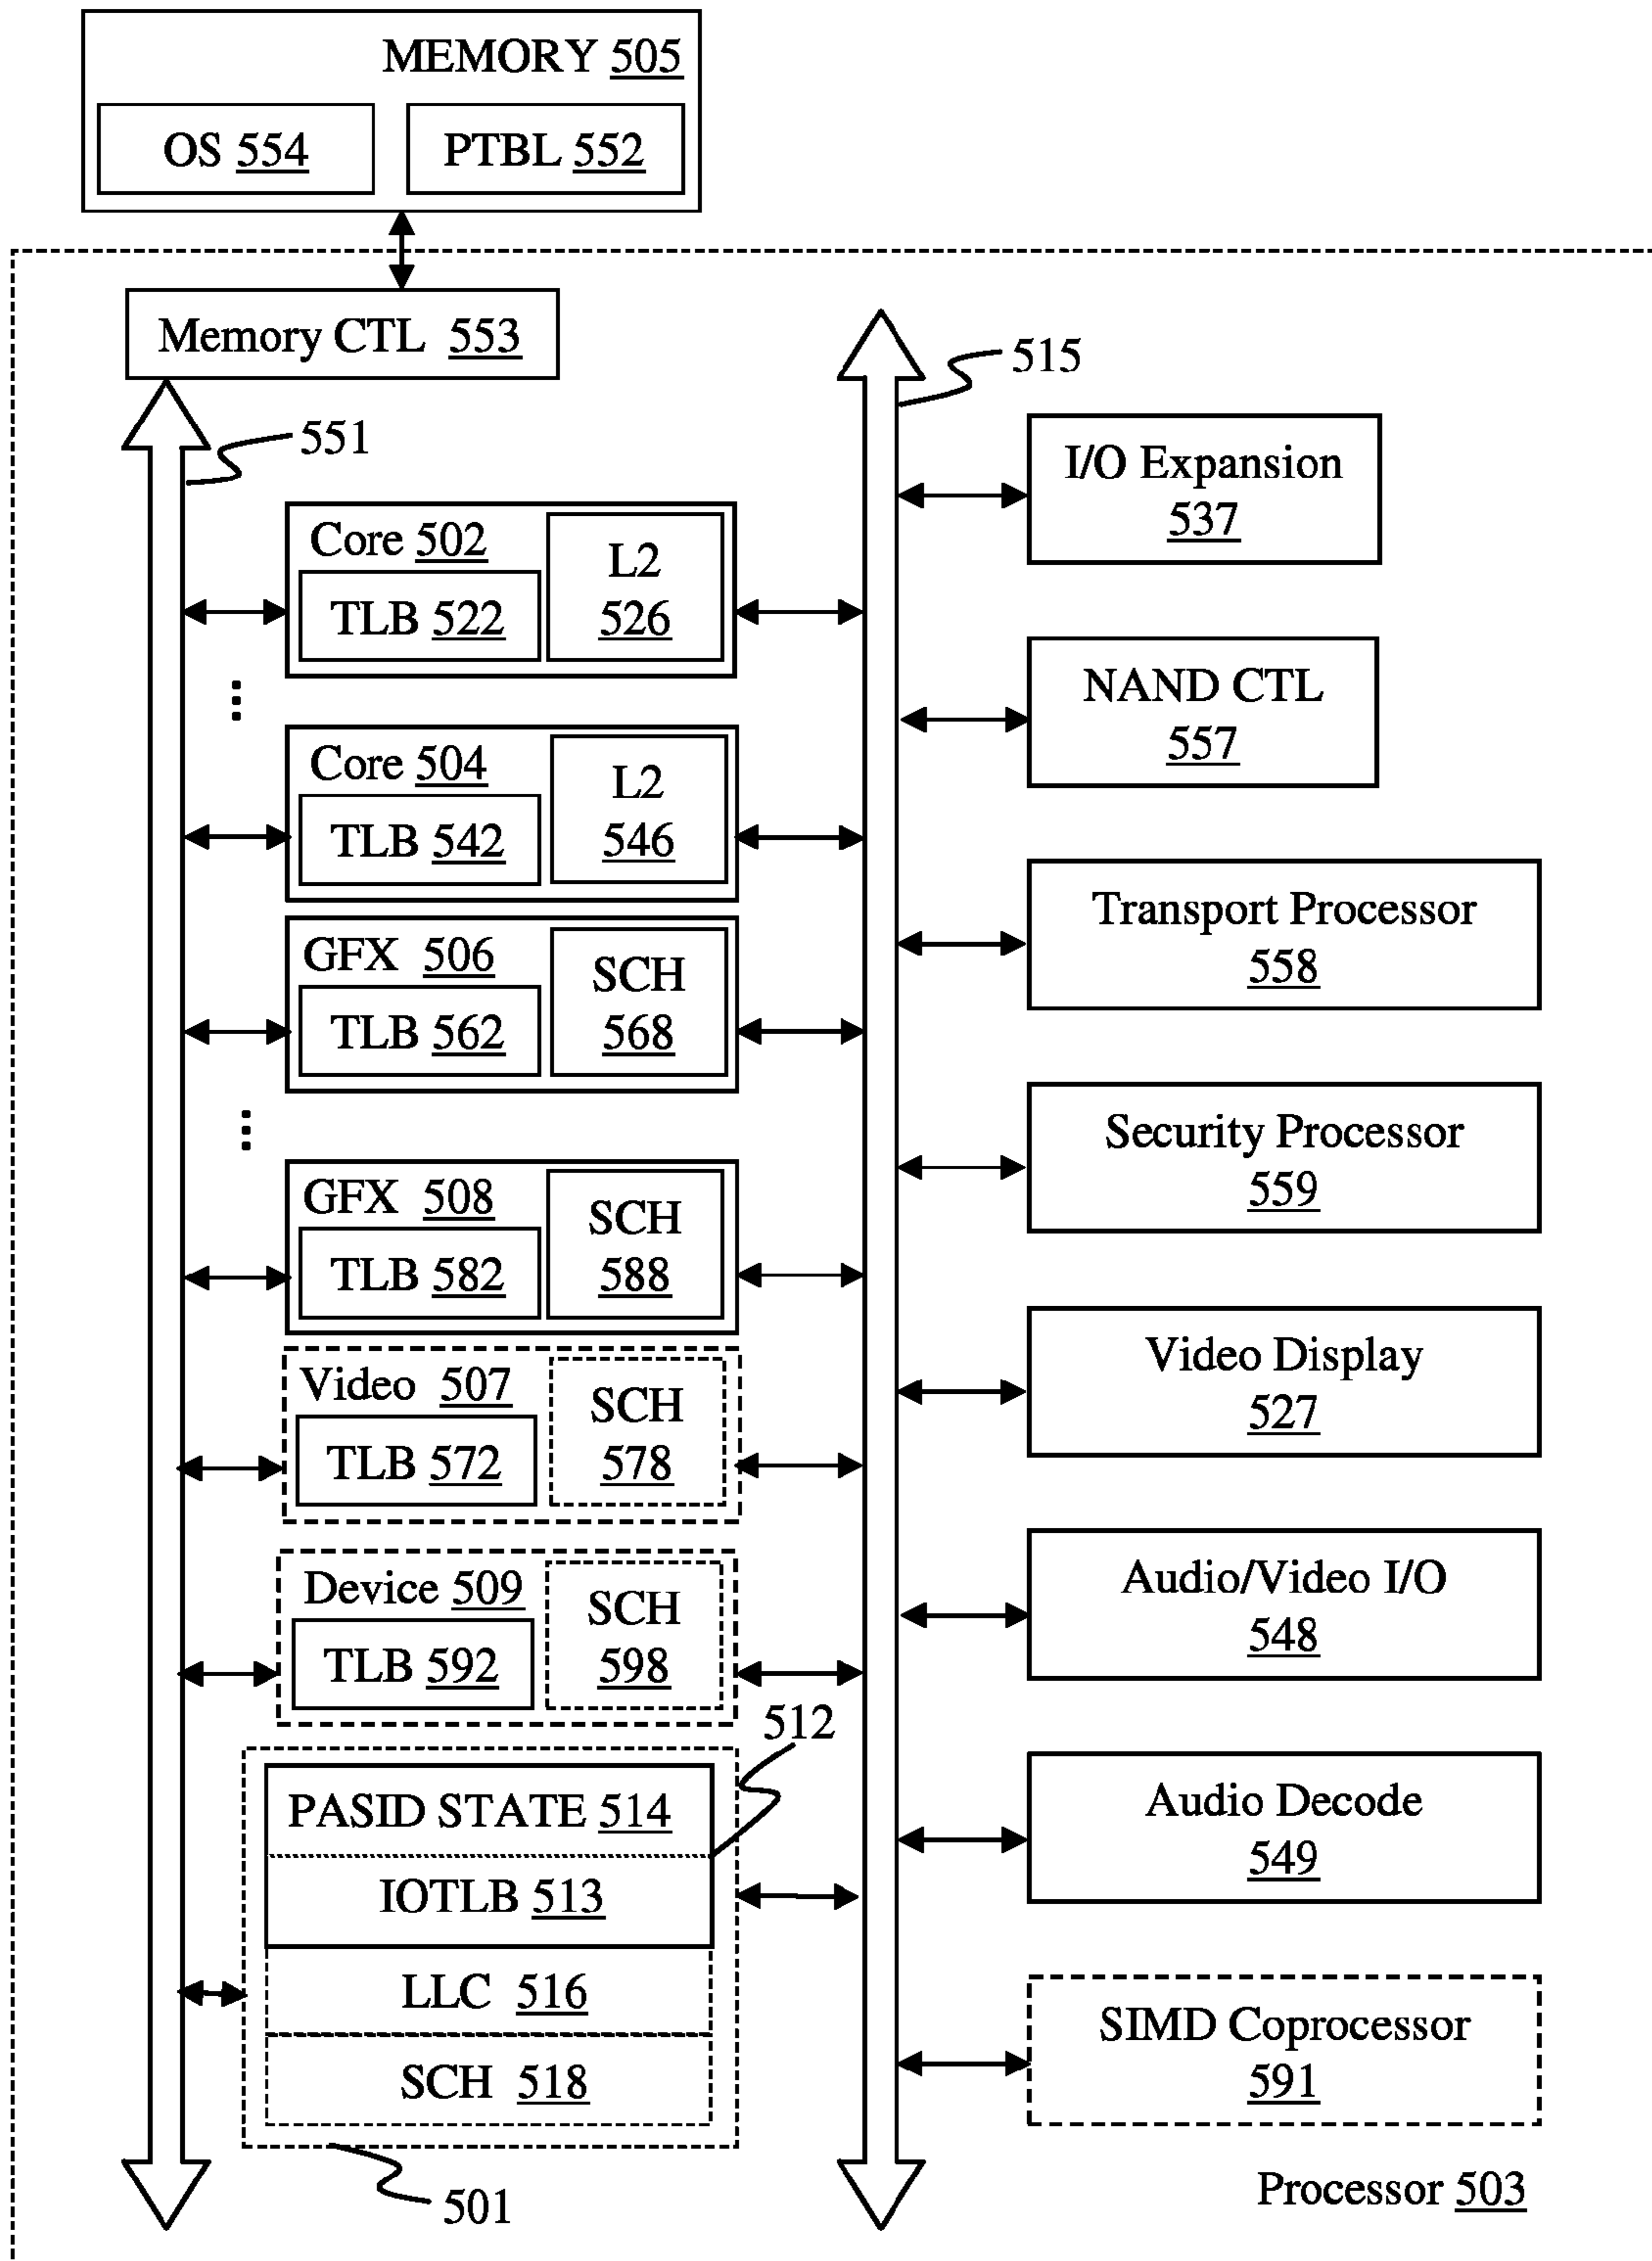 MEMORY 505
OS 554
PTBL 552
Memory CTL 553
551
515
Core 502
TLB 522
L2
526
Core 504
TLB 542
L2
546
GFX 506
TLB 562
SCH
568
GFX 508
TLB 582
SCH
588
Video 507
TLB 572
SCH
578
Device 509
TLB 592
SCH
598
512
PASID STATE 514
IOTLB 513
LLC 516
SCH 518
501
I/O Expansion
537
NAND CTL
557
Transport Processor
558
Security Processor
559
Video Display
527
Audio/Video I/O
548
Audio Decode
549
SIMD Coprocessor
591
Processor 503